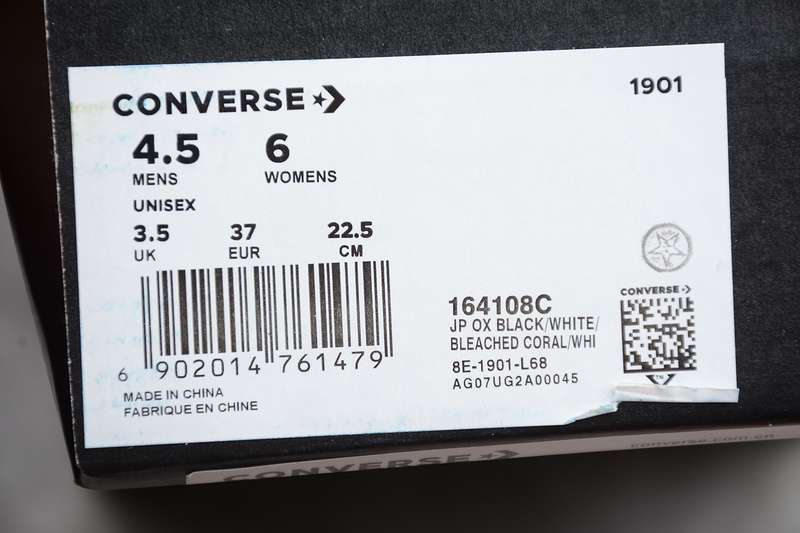 CONVERSE
1901
4.5 6
MENS WOMENS
UNISEX
3.5 37 22.5
UK EUR CM
6 902014 761479
MADE IN CHINA
FABRIQUE EN CHINE
164108C
JP OX BLACK/WHITE/
BLEACHED CORAL/WHI
8E-1901-L68
AG07UG2A00045
CONVERSE
CONVERSE
converse.com.cn